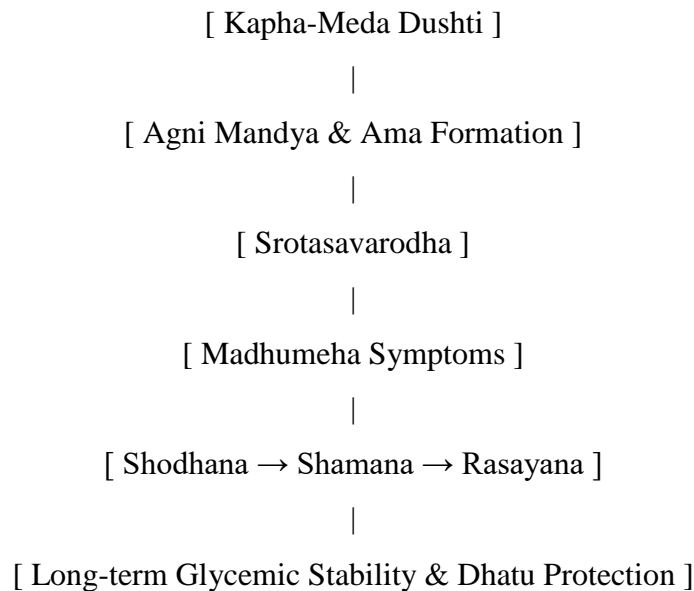 [ Kapha-Meda Dushti ]
|
[ Agni Mandya & Ama Formation ]
|
[ Srotasavarodha ]
|
[ Madhumeha Symptoms ]
|
[ Shodhana → Shamana → Rasayana ]
|
[ Long-term Glycemic Stability & Dhatu Protection ]